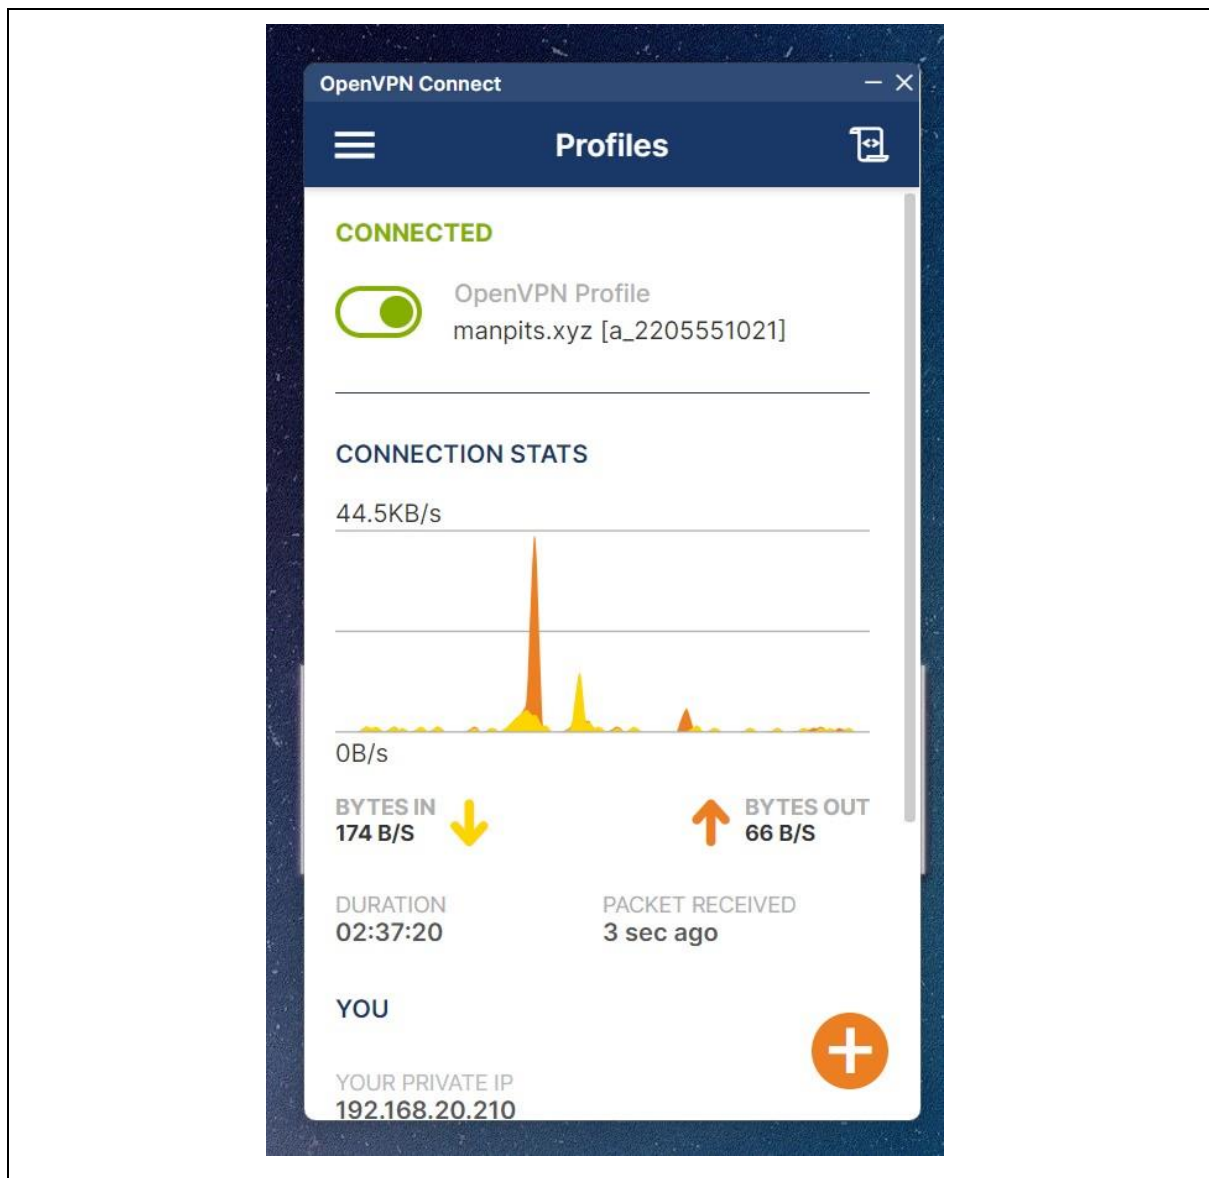 OpenVPN Connect
Profiles
CONNECTED
OpenVPN Profile
manpits.xyz [a_2205551021]
CONNECTION STATS
44.5KB/s
0B/s
BYTES IN
174 B/S
BYTES OUT
66 B/S
DURATION
02:37:20
PACKET RECEIVED
3 sec ago
YOU
YOUR PRIVATE IP
192.168.20.210